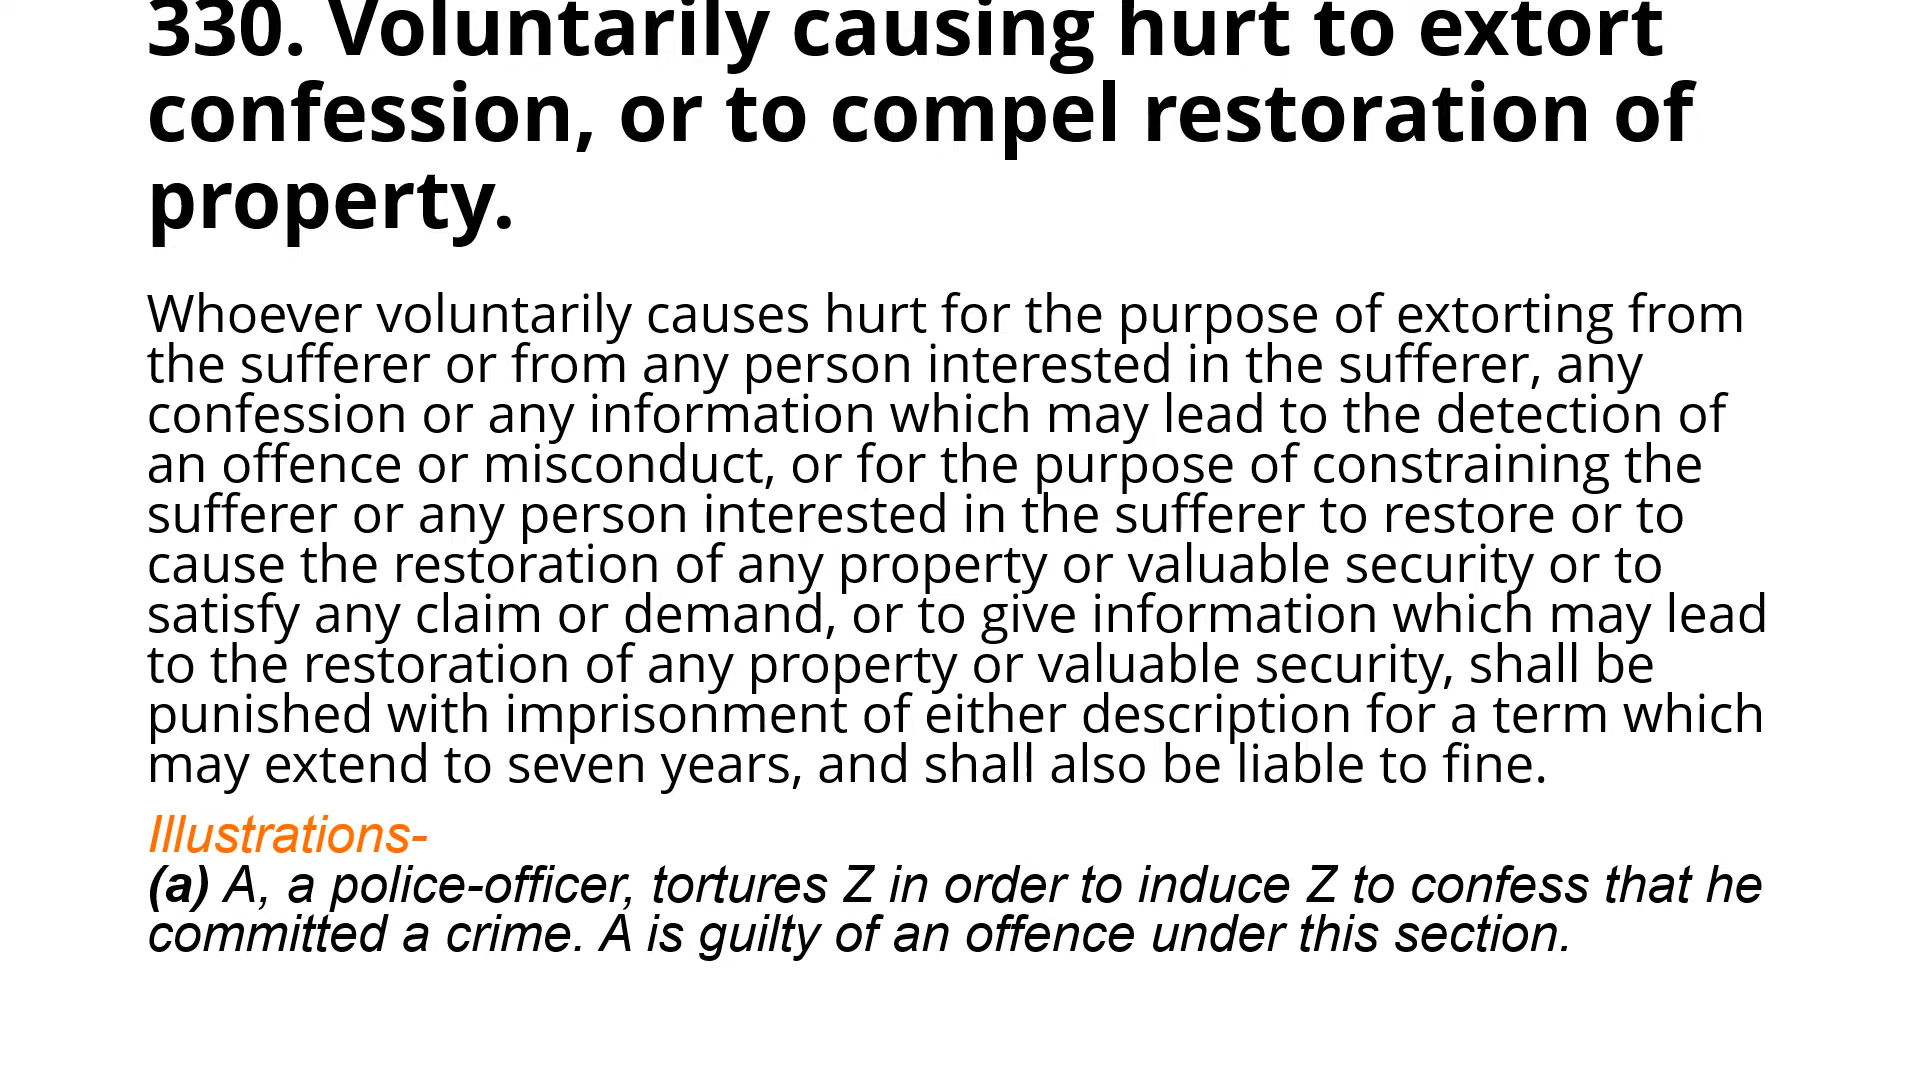 330. Voluntarily causing hurt to extort
confession, or to compel restoration of
property.
Whoever voluntarily causes hurt for the purpose of extorting from
the sufferer or from any person interested in the sufferer, any
confession or any information which may lead to the detection of
an offence or misconduct, or for the purpose of constraining the
sufferer or any person interested in the sufferer to restore or to
cause the restoration of any property or valuable security or to
satisfy any claim or demand, or to give information which may lead
to the restoration of any property or valuable security, shall be
punished with imprisonment of either description for a term which
may extend to seven years, and shall also be liable to fine.
Illustrations-
(a) A, a police-officer, tortures Z in order to induce Z to confess that he
committed a crime. A is guilty of an offence under this section.